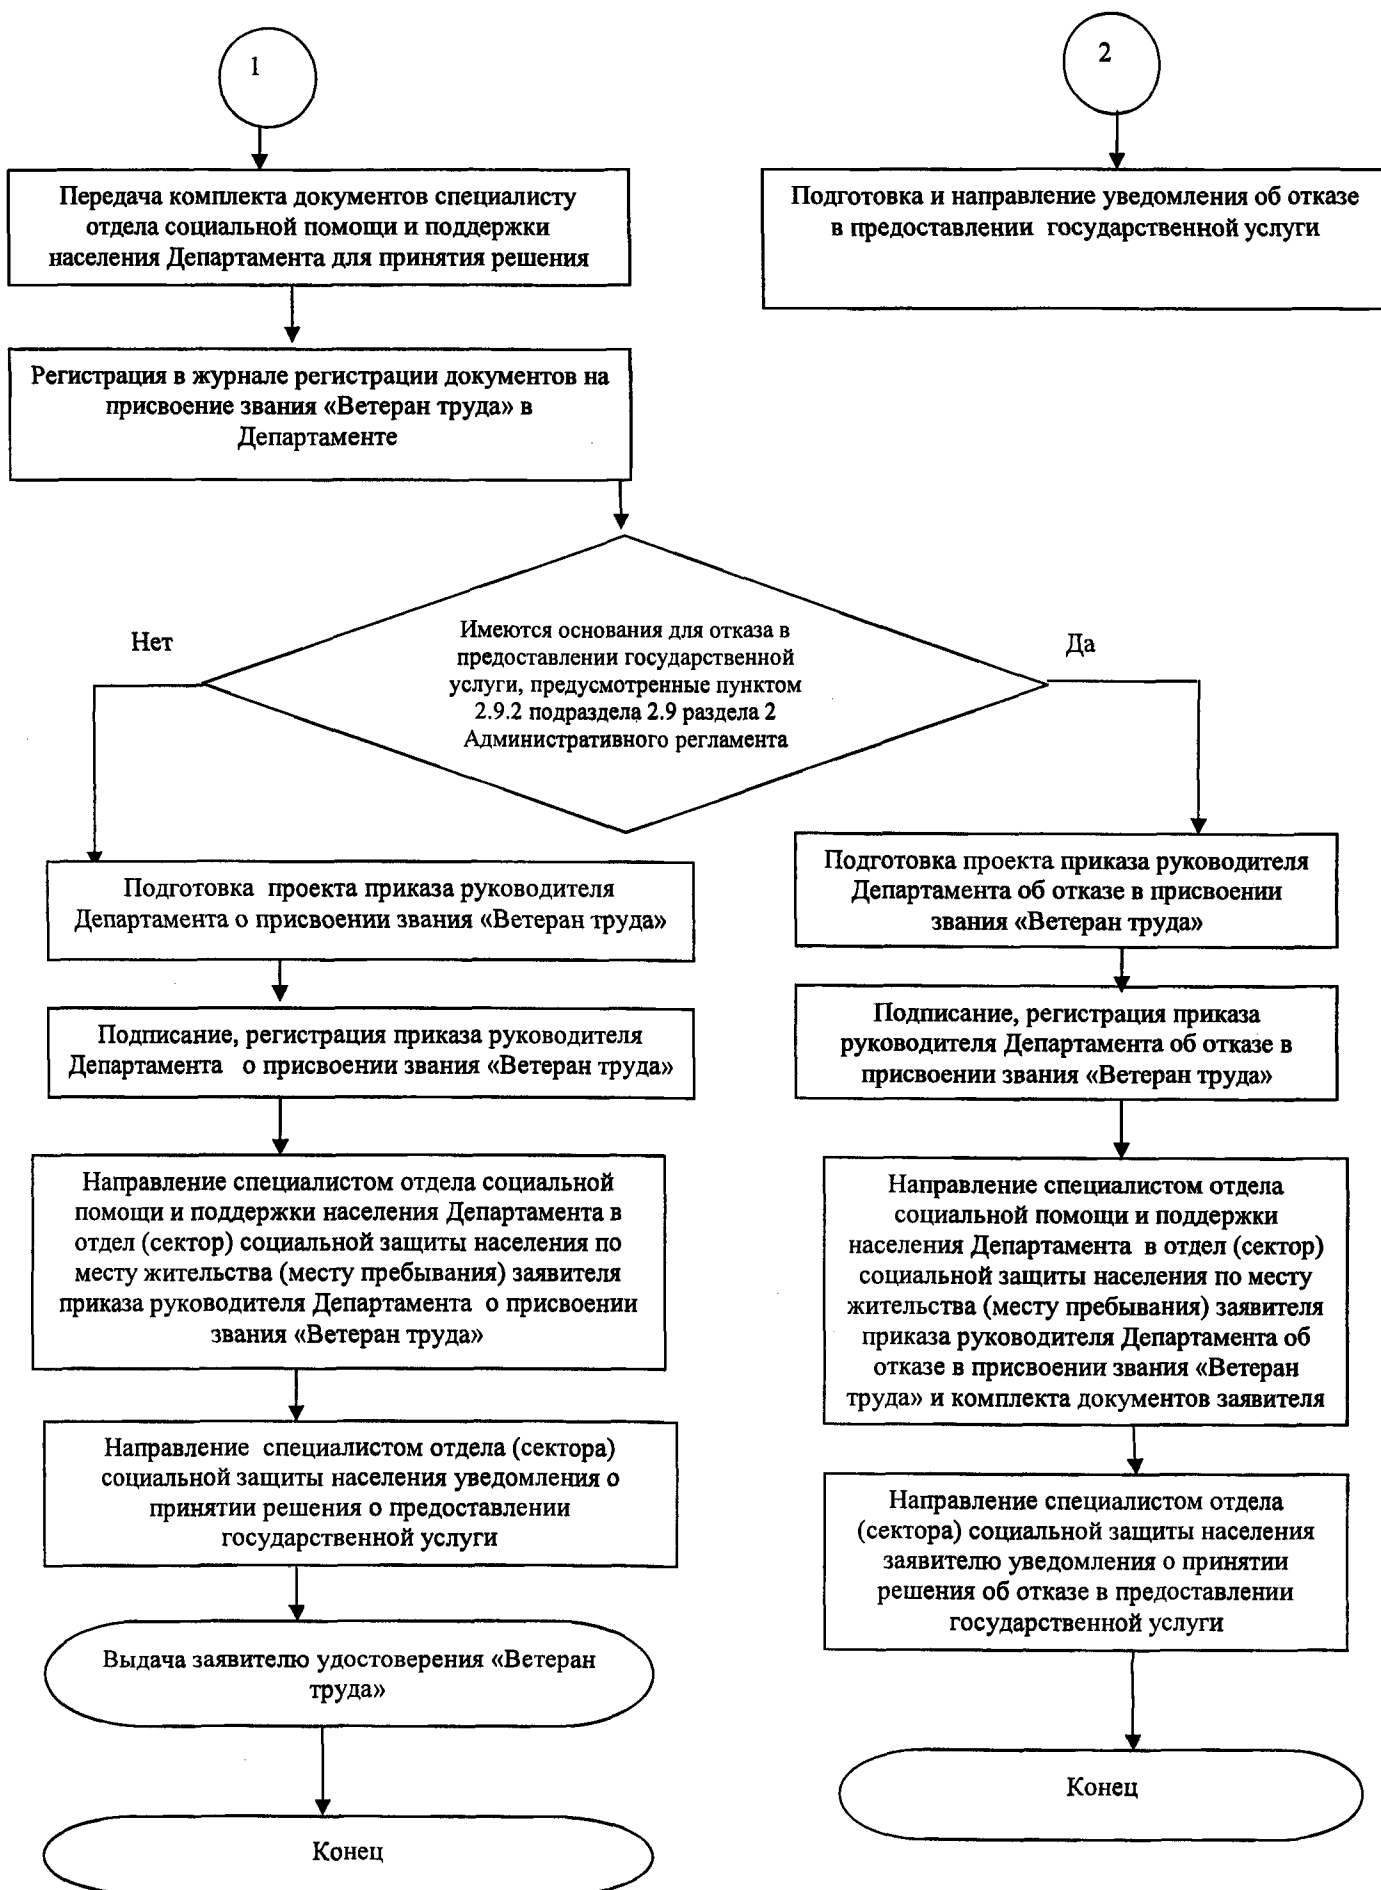 1
Передача комплекта документов специалисту
отдела социальной помощи и поддержки
населения Департамента для принятия решения
Регистрация в журнале регистрации документов на
присвоение звания «Ветеран труда» в
Департаменте
2
Подготовка и направление уведомления об отказе
в предоставлении государственной услуги
Имеются основания для отказа в
предоставлении государственной
услуги, предусмотренные пунктом
2.9.2 подраздела 2.9 раздела 2
Административного регламента
Нет
Да
Подготовка проекта приказа руководителя
Департамента о присвоении звания «Ветеран труда»
Подписание, регистрация приказа руководителя
Департамента о присвоении звания «Ветеран труда»
Направление специалистом отдела социальной
помощи и поддержки населения Департамента в
отдел (сектор) социальной защиты населения по
месту жительства (месту пребывания) заявителя
приказа руководителя Департамента о присвоении
звания «Ветеран труда»
Направление специалистом отдела (сектора)
социальной защиты населения уведомления о
принятии решения о предоставлении
государственной услуги
Выдача заявителю удостоверения «Ветеран
труда»
Конец
Подготовка проекта приказа руководителя
Департамента об отказе в присвоении
звания «Ветеран труда»
Подписание, регистрация приказа
руководителя Департамента об отказе в
присвоении звания «Ветеран труда»
Направление специалистом отдела
социальной помощи и поддержки
населения Департамента в отдел (сектор)
социальной защиты населения по месту
жительства (месту пребывания) заявителя
приказа руководителя Департамента об
отказе в присвоении звания «Ветеран
труда» и комплекта документов заявителя
Направление специалистом отдела
(сектора) социальной защиты населения
заявителю уведомления о принятии
решения об отказе в предоставлении
государственной услуги
Конец